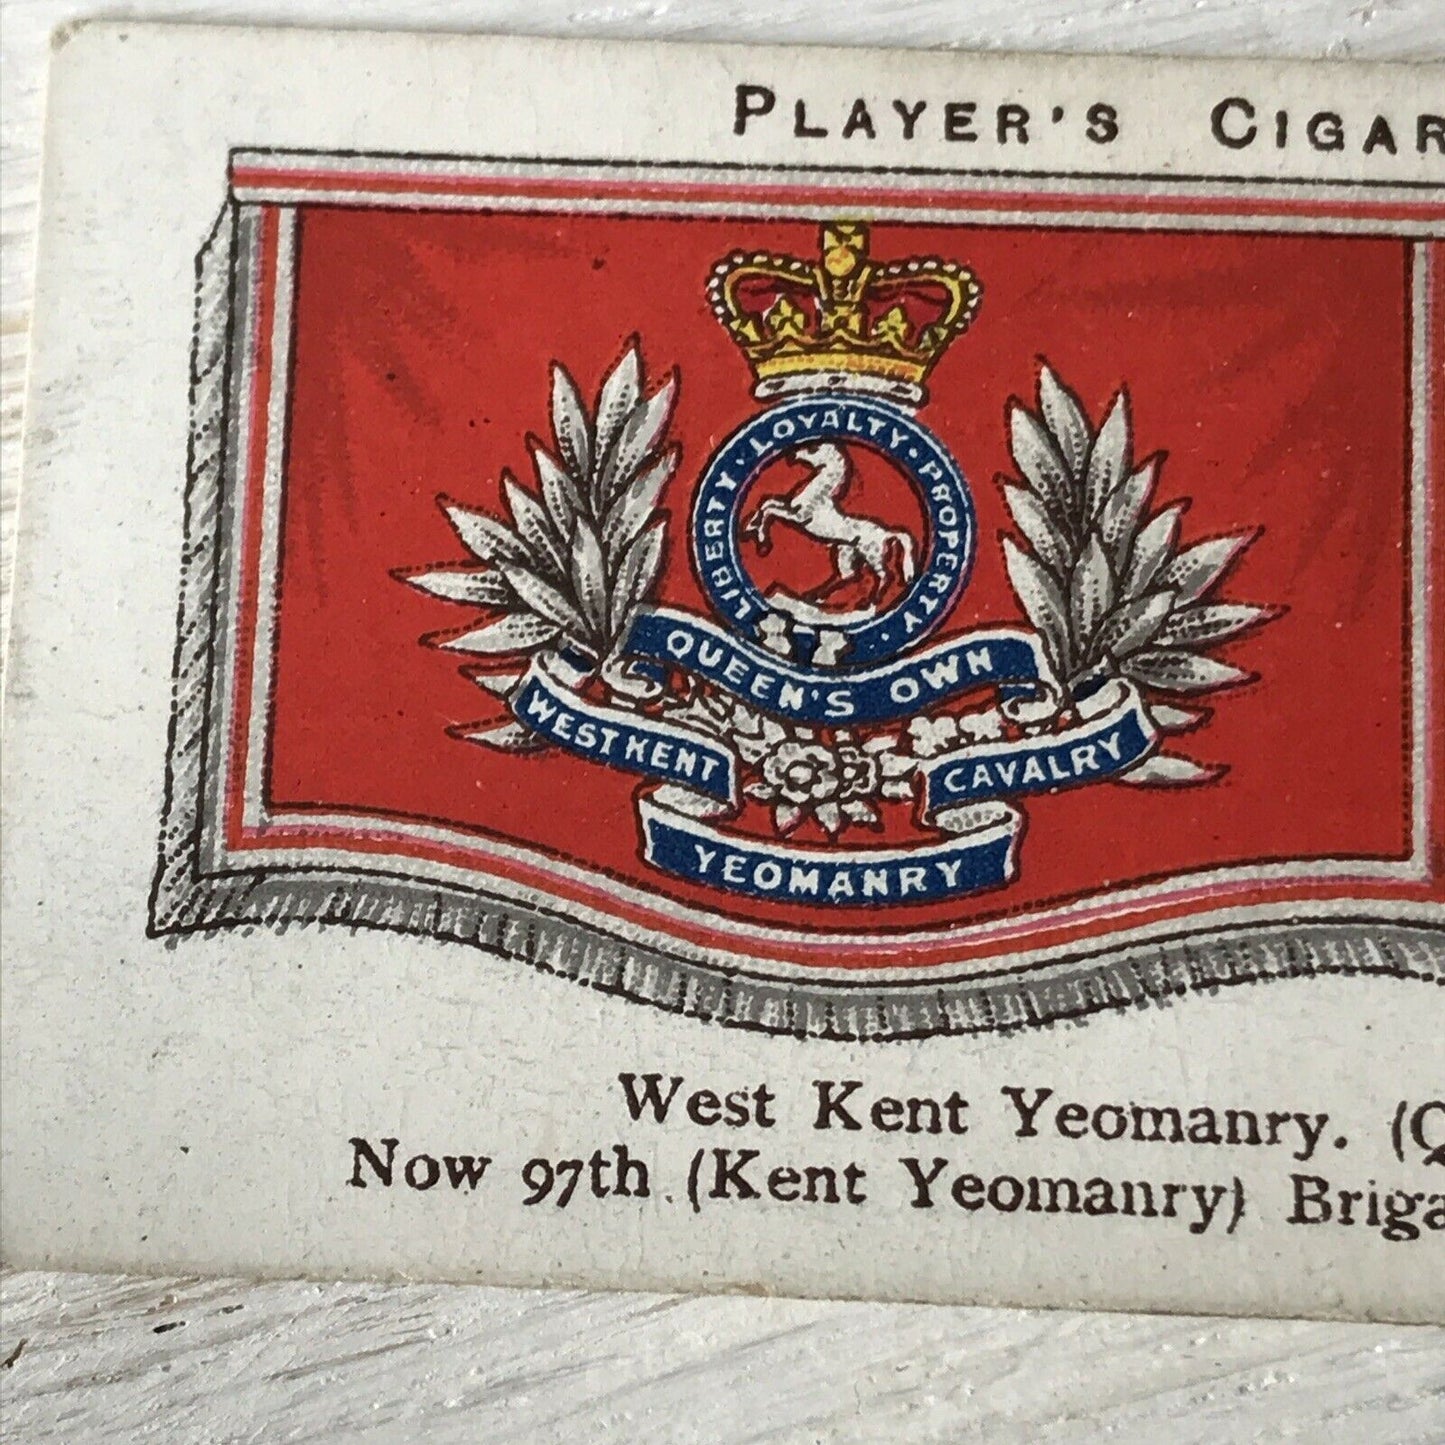 PLAYER'S CIGAR
LIBERTY · LOYALTY · PROPERTY ·
QUEEN'S OWN
WEST KENT
CAVALRY
YEOMANRY
West Kent Yeomanry. (Q
Now 97th (Kent Yeomanry) Briga